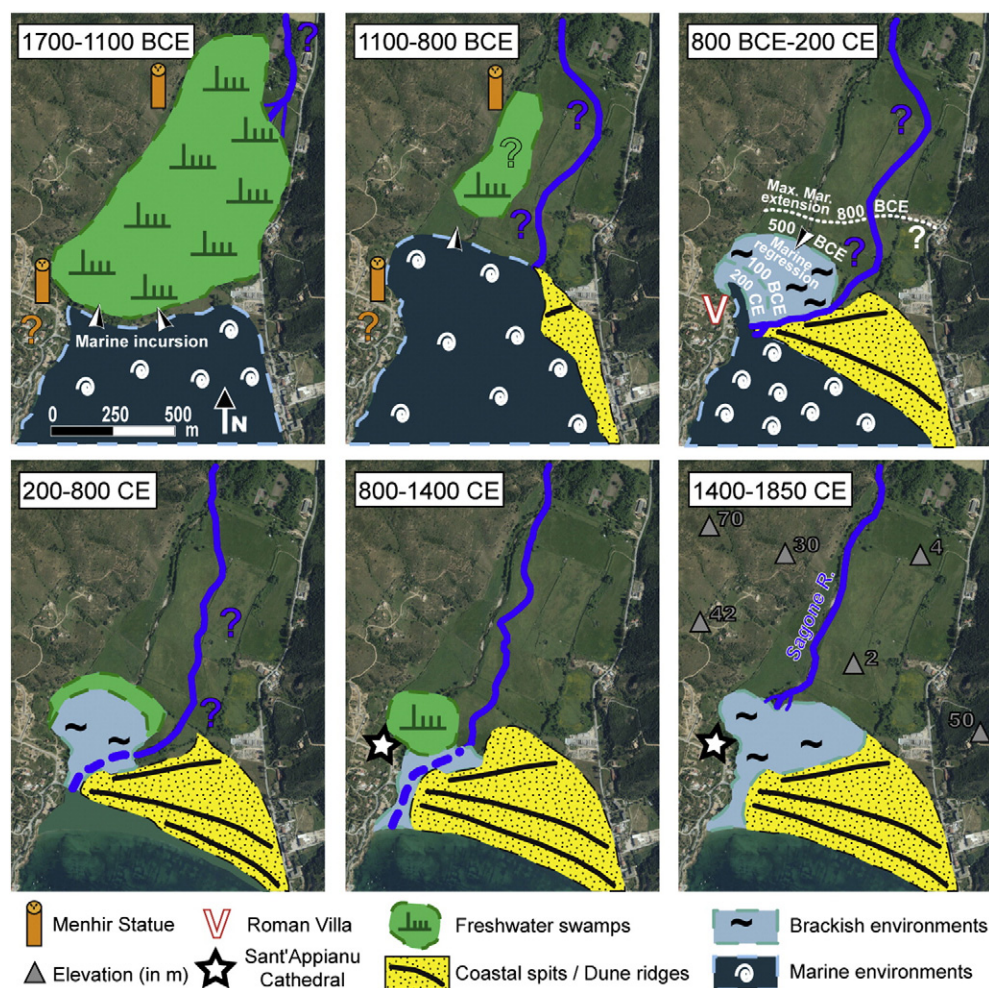 1700-1100 BCE
?
?
Marine incursion
0 250 500
m
N
1100-800 BCE
?
?
?
?
800 BCE-200 CE
?
Max. Mar.
extension 800 BCE
?
500 BCE
Marine
regression
?
100 BCE
200 CE
V
200-800 CE
?
?
800-1400 CE
1400-1850 CE
70
30
4
42
Sagone R.
2
50
Menhir Statue
V Roman Villa
Freshwater swamps
Brackish environments
Elevation (in m)
Sant'Appianu
Cathedral
Coastal spits / Dune ridges
Marine environments